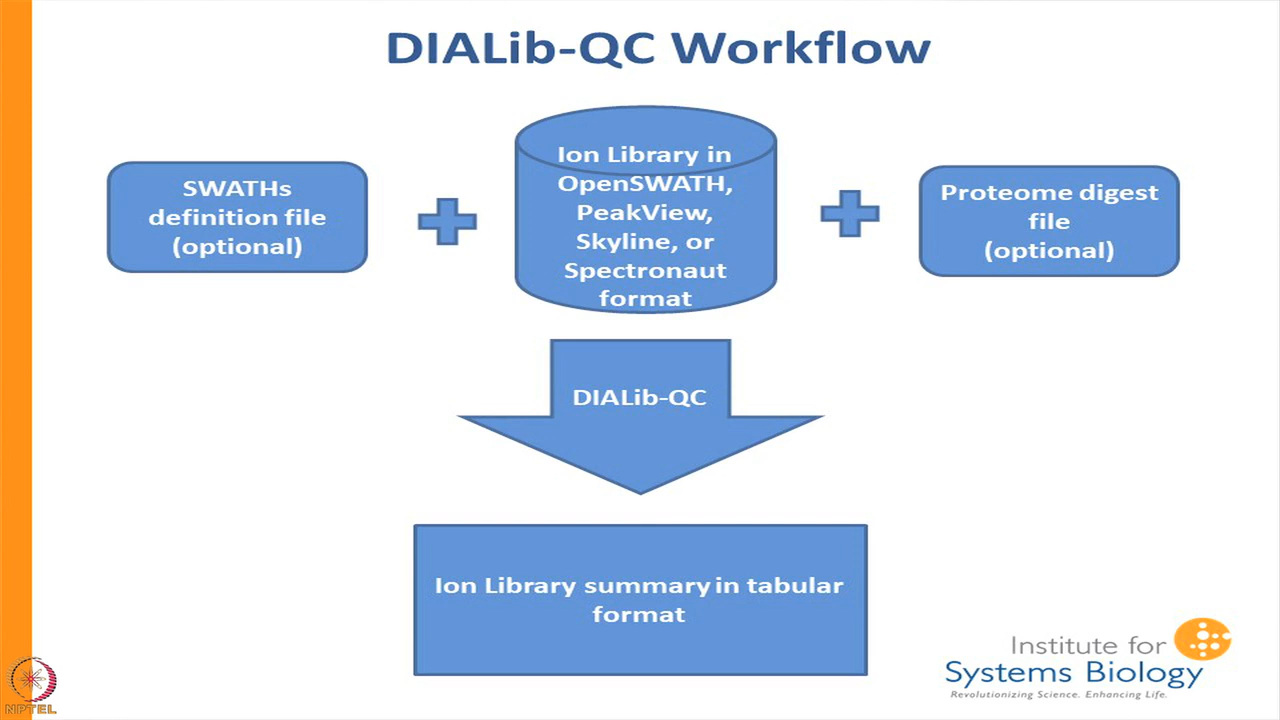 DIALib-QC Workflow
SWATHs
definition file
(optional)
Ion Library in
OpenSWATH,
PeakView,
Skyline, or
Spectronaut
format
Proteome digest
file
(optional)
DIALib-QC
Ion Library summary in tabular
format
Institute for
Systems Biology
Revolutionizing Science. Enhancing Life.
NPTEL